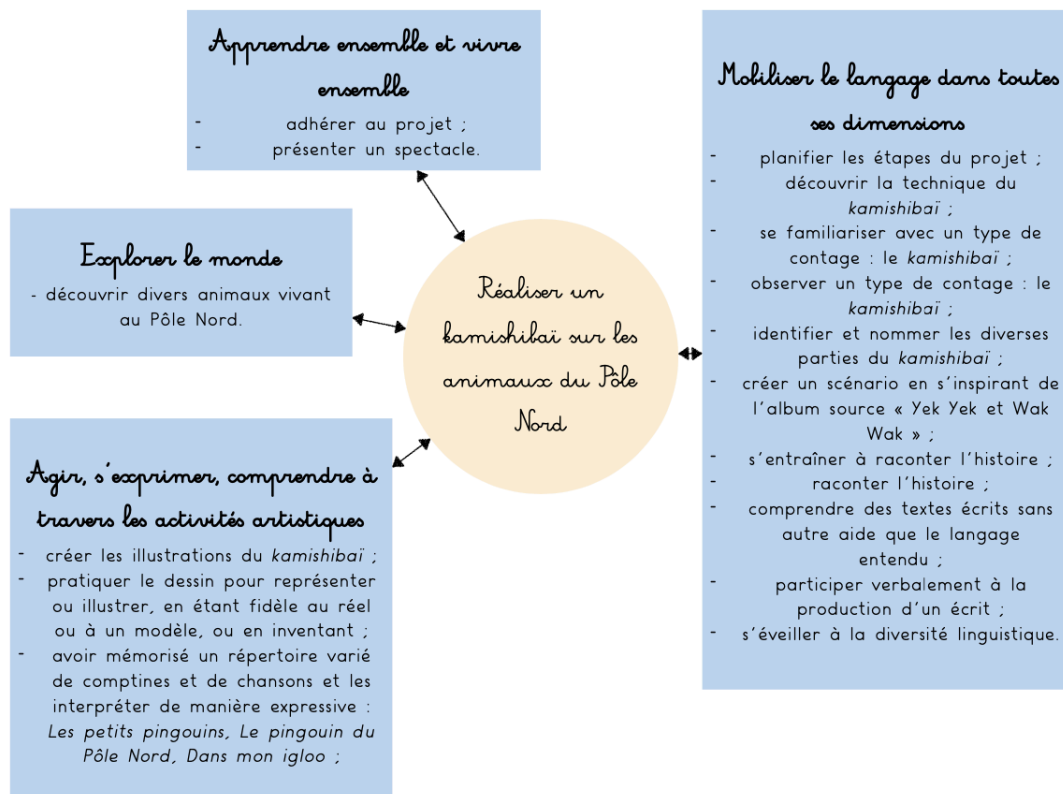 Apprendre ensemble et vivre
ensemble
- adhérer au projet ;
- présenter un spectacle.
Explorer le monde
- découvrir divers animaux vivant
au Pôle Nord.
Agir, s'exprimer, comprendre à
travers les activités artistiques
- créer les illustrations du kamishibaï ;
- pratiquer le dessin pour représenter
ou illustrer, en étant fidèle au réel
ou à un modèle, ou en inventant ;
- avoir mémorisé un répertoire varié
de comptines et de chansons et les
interpréter de manière expressive :
Les petits pingouins, Le pingouin du
Pôle Nord, Dans mon igloo ;
Réaliser un
kamishibaï sur les
animaux du Pôle
Nord
Mobiliser le langage dans toutes
ses dimensions
- planifier les étapes du projet ;
- découvrir la technique du
kamishibaï ;
- se familiariser avec un type de
contage : le kamishibaï ;
- observer un type de contage : le
kamishibaï ;
- identifier et nommer les diverses
parties du kamishibaï ;
- créer un scénario en s'inspirant de
l'album source « Yek Yek et Wak
Wak » ;
- s'entraîner à raconter l'histoire ;
- raconter l'histoire ;
- comprendre des textes écrits sans
autre aide que le langage
entendu ;
- participer verbalement à la
production d'un écrit ;
- s'éveiller à la diversité linguistique.